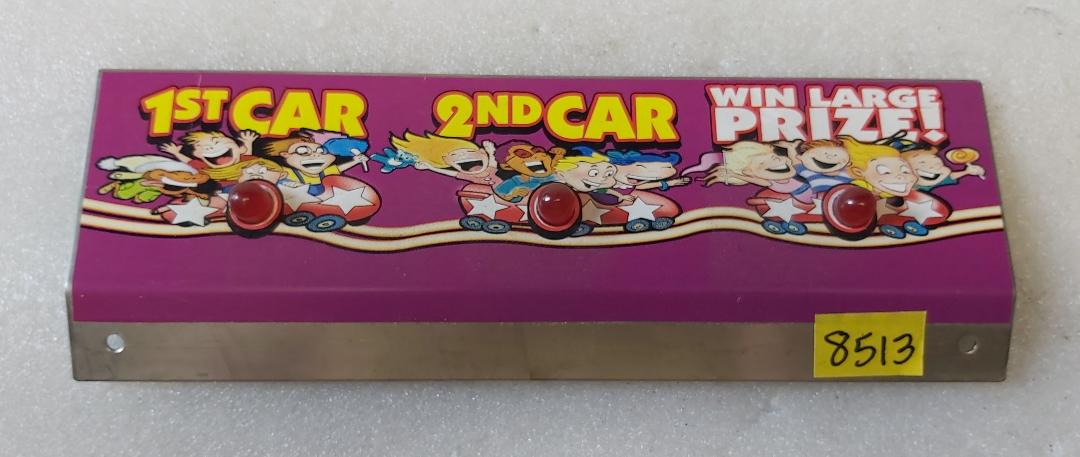 1ST CAR
2ND CAR
WIN LARGE
PRIZE!
8513